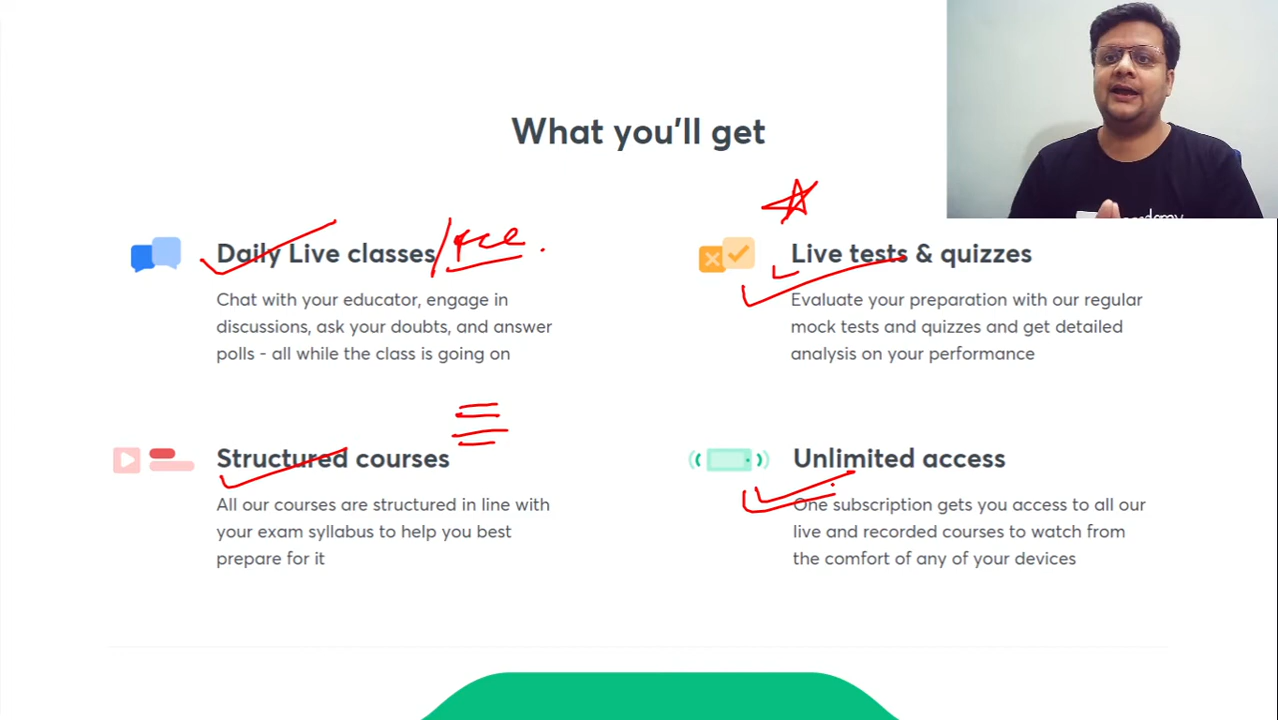 What you'll get
Daily Live classes
Chat with your educator, engage in
discussions, ask your doubts, and answer
polls - all while the class is going on
Live tests & quizzes
Evaluate your preparation with our regular
mock tests and quizzes and get detailed
analysis on your performance
Structured courses
All our courses are structured in line with
your exam syllabus to help you best
prepare for it
Unlimited access
One subscription gets you access to all our
live and recorded courses to watch from
the comfort of any of your devices